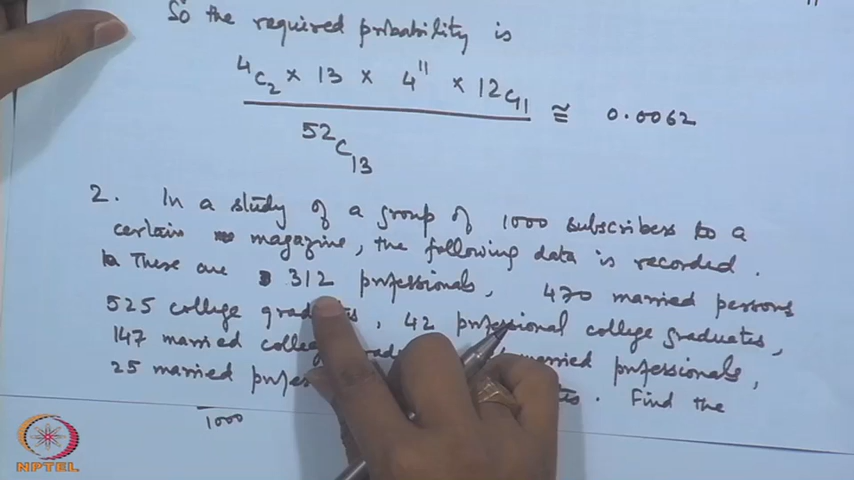 So the required probability is
4C2 × 13 × 4^11 × 12C11 ≅ 0.0062
52C13
2. In a study of a group of 1000 subscribers to a
certain magazine, the following data is recorded.
There are 312 professionals, 470 married persons
525 college graduates, 42 professional college graduates,
147 married college married professionals,
25 married Find the
1000
NPTEL